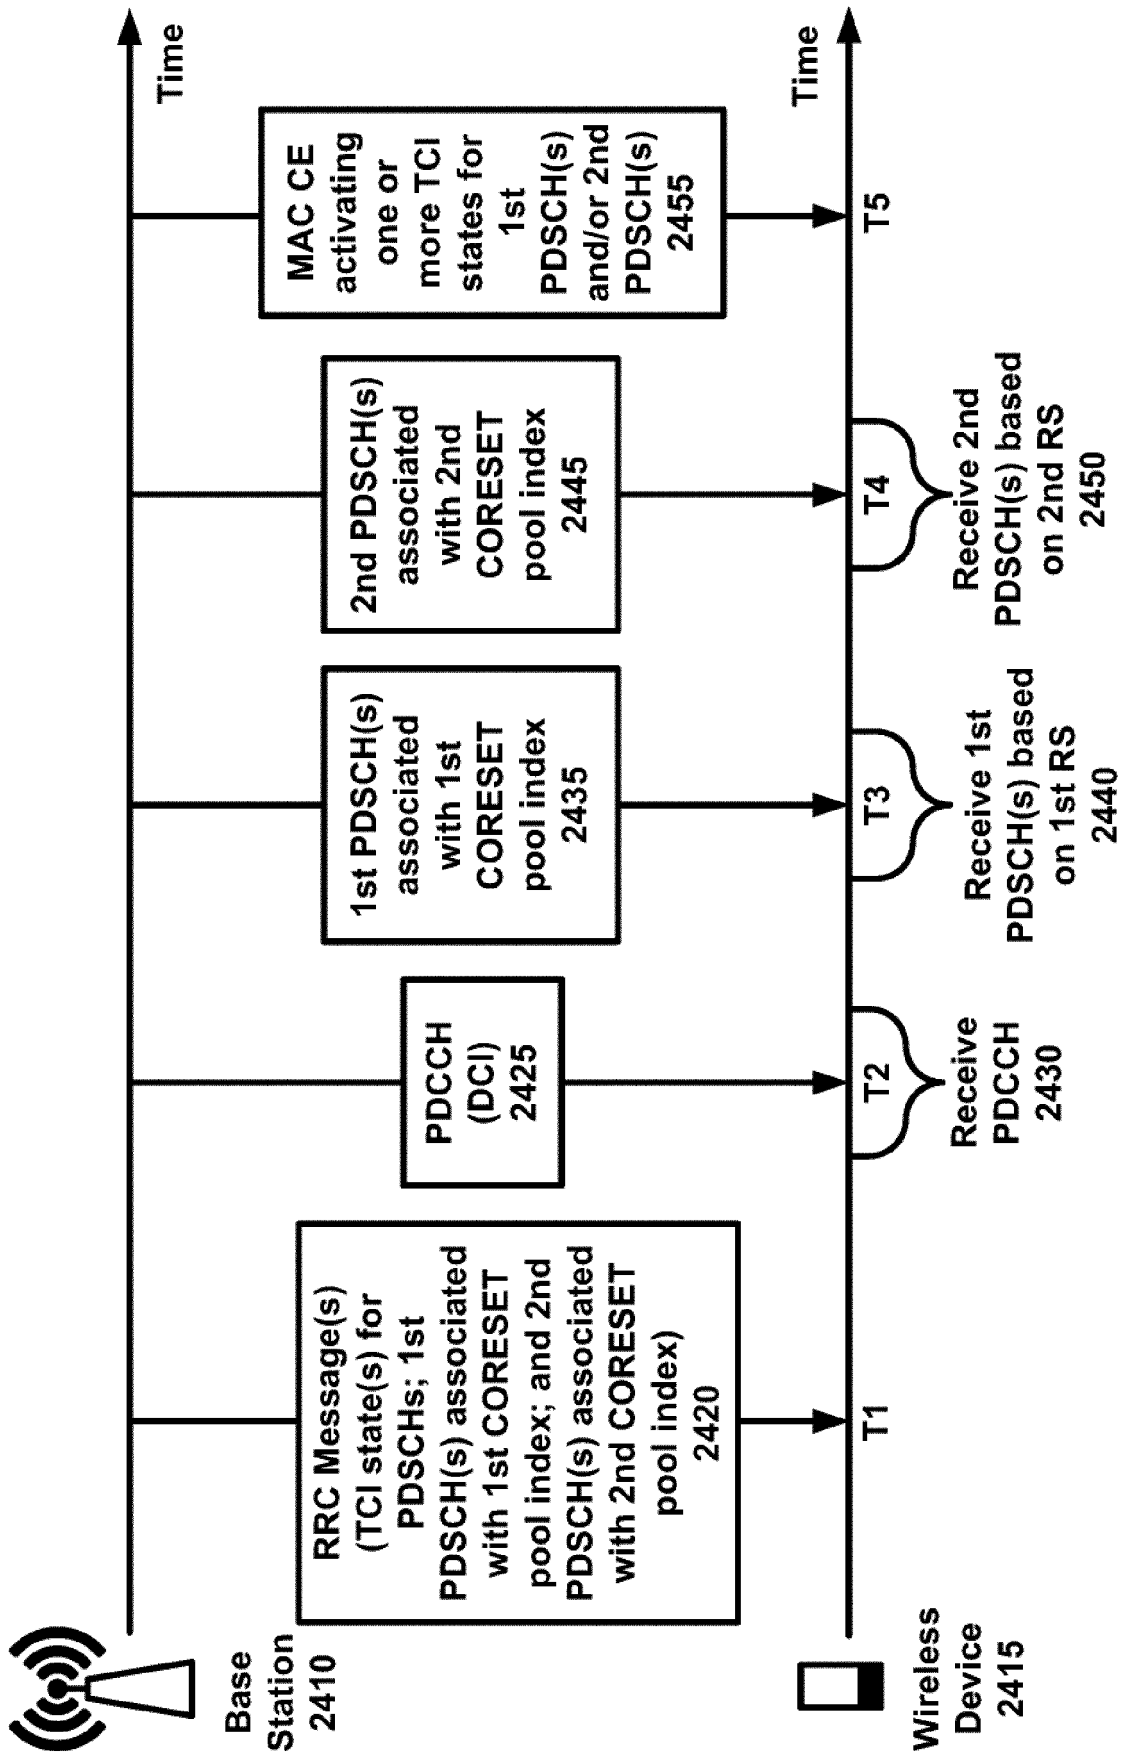 Base
Station
2410
Time
RRC Message(s)
(TCI state(s) for
PDSCHs; 1st
PDSCH(s) associated
with 1st CORESET
pool index; and 2nd
PDSCH(s) associated
with 2nd CORESET
pool index)
2420
PDCCH
(DCI)
2425
1st PDSCH(s)
associated
with 1st
CORESET
pool index
2435
2nd PDSCH(s)
associated
with 2nd
CORESET
pool index
2445
MAC CE
activating
one or
more TCI
states for
1st
PDSCH(s)
and/or 2nd
PDSCH(s)
2455
Wireless
Device
2415
Time
T1
T2
T3
T4
T5
Receive
PDCCH
2430
Receive 1st
PDSCH(s) based
on 1st RS
2440
Receive 2nd
PDSCH(s) based
on 2nd RS
2450